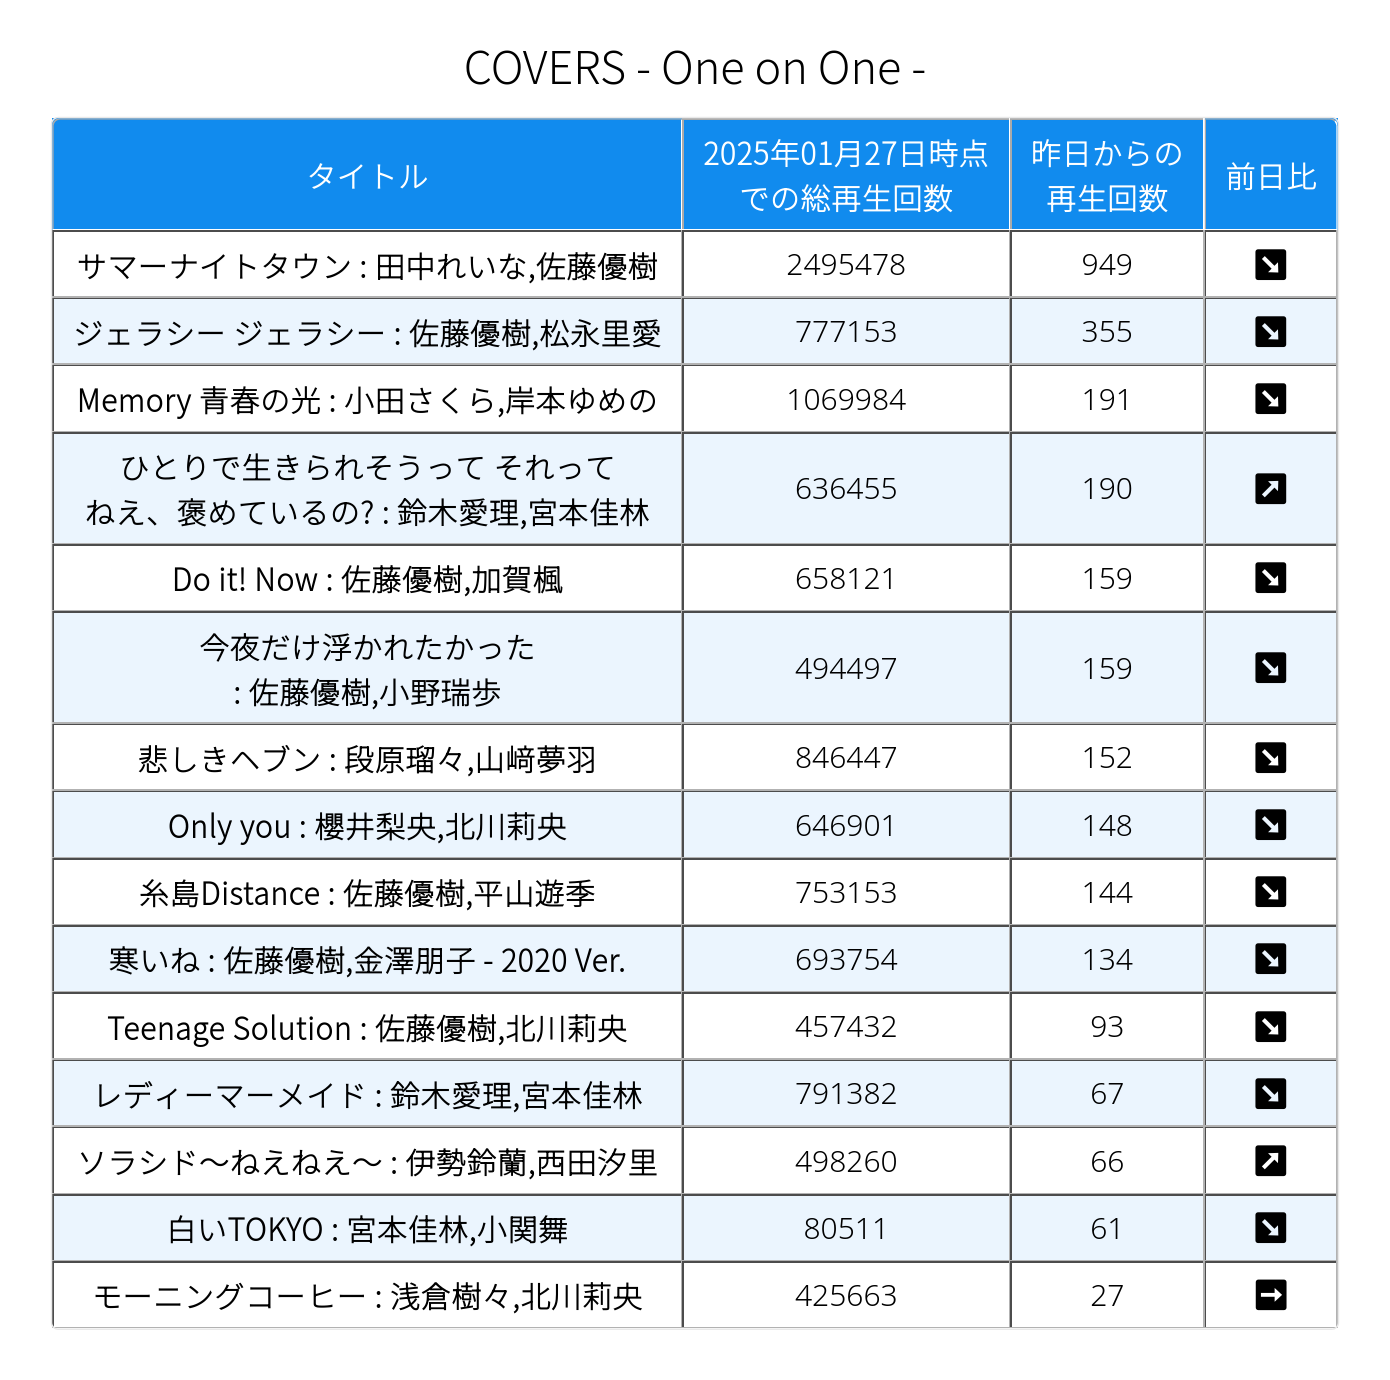 COVERS - One on One -
タイトル
2025年01月27日時点
での総再生回数
昨日からの
再生回数
前日比
サマーナイトタウン : 田中れいな,佐藤優樹
2495478
949
ジェラシー ジェラシー : 佐藤優樹,松永里愛
777153
355
Memory 青春の光 : 小田さくら,岸本ゆめの
1069984
191
ひとりで生きられそうって それって
ねえ、褒めているの? : 鈴木愛理,宮本佳林
636455
190
Do it! Now : 佐藤優樹,加賀楓
658121
159
今夜だけ浮かれたかった
: 佐藤優樹,小野瑞歩
494497
159
悲しきヘブン : 段原瑠々,山﨑夢羽
846447
152
Only you : 櫻井梨央,北川莉央
646901
148
糸島Distance : 佐藤優樹,平山遊季
753153
144
寒いね : 佐藤優樹,金澤朋子 - 2020 Ver.
693754
134
Teenage Solution : 佐藤優樹,北川莉央
457432
93
レディーマーメイド : 鈴木愛理,宮本佳林
791382
67
ソラシド〜ねえねえ〜 : 伊勢鈴蘭,西田汐里
498260
66
白いTOKYO : 宮本佳林,小関舞
80511
61
モーニングコーヒー : 浅倉樹々,北川莉央
425663
27